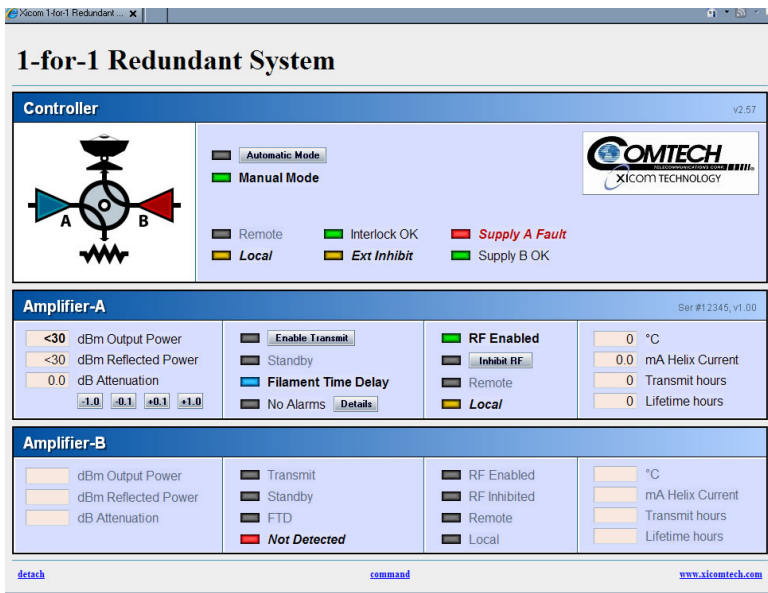 Xicom 1-for-1 Redundant ...
1-for-1 Redundant System
Controller
v2.57
Automatic Mode
Manual Mode
COMTECH
TELECOMMUNICATIONS CORP.
XICOM TECHNOLOGY
A
B
Remote
Interlock OK
Supply A Fault
Local
Ext Inhibit
Supply B OK
Amplifier-A
Ser #12345, v1.00
<30 dBm Output Power
Enable Transmit
RF Enabled
0 °C
<30 dBm Reflected Power
Standby
Inhibit RF
0.0 mA Helix Current
0.0 dB Attenuation
Filament Time Delay
Remote
0 Transmit hours
-1.0 -0.1 +0.1 +1.0
No Alarms Details
Local
0 Lifetime hours
Amplifier-B
dBm Output Power
Transmit
RF Enabled
°C
dBm Reflected Power
Standby
RF Inhibited
mA Helix Current
dB Attenuation
FTD
Remote
Transmit hours
Not Detected
Local
Lifetime hours
detach
command
www.xicomtech.com